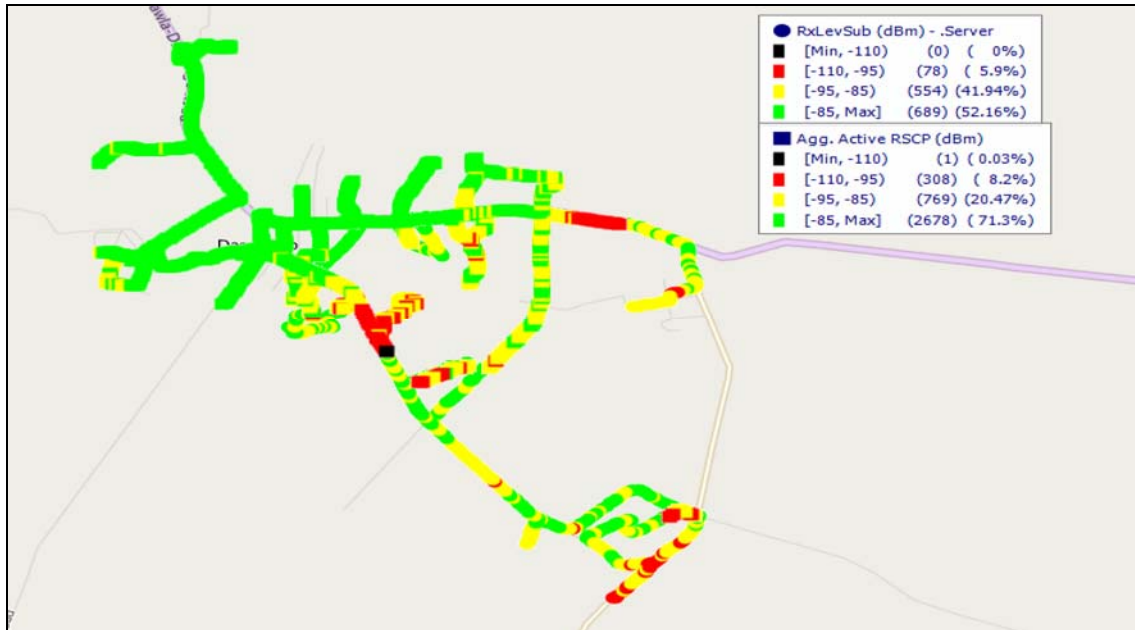 RxLevSub (dBm) - .Server
[Min, -110) (0) ( 0%)
[-110, -95) (78) ( 5.9%)
[-95, -85) (554) (41.94%)
[-85, Max] (689) (52.16%)
Agg. Active RSCP (dBm)
[Min, -110) (1) ( 0.03%)
[-110, -95) (308) ( 8.2%)
[-95, -85) (769) (20.47%)
[-85, Max] (2678) ( 71.3%)